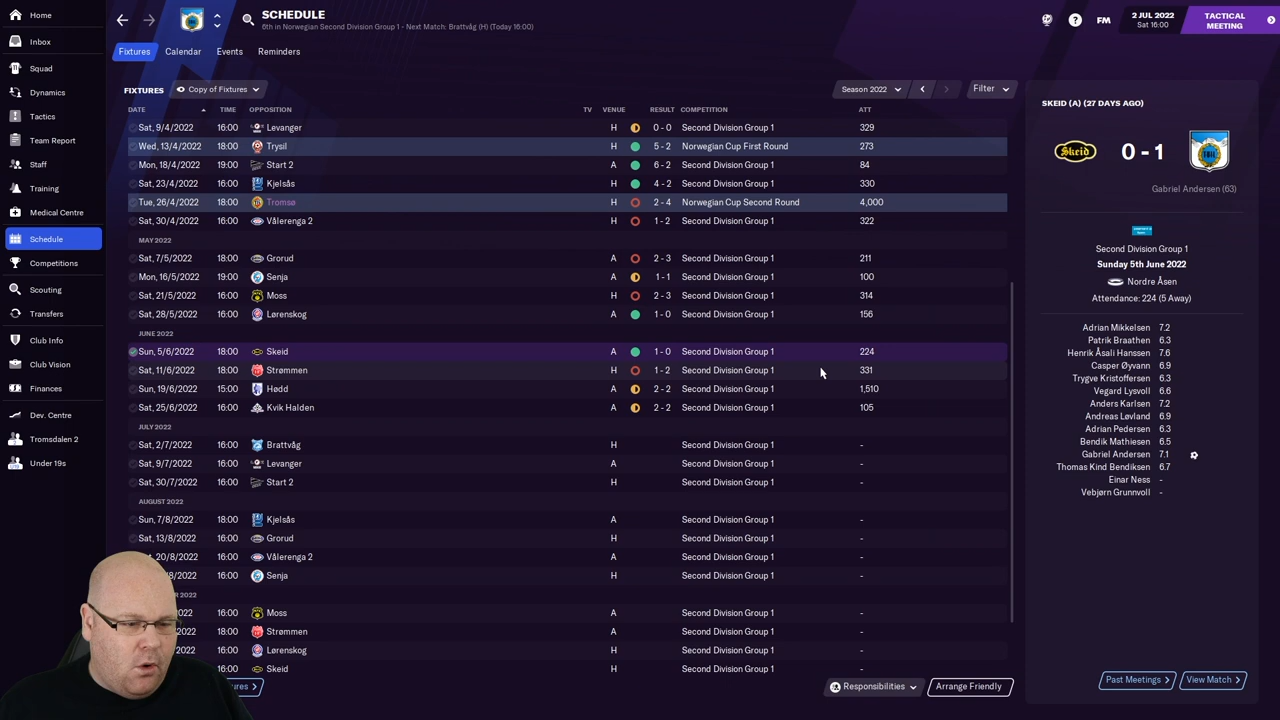 SCHEDULE
6th in Norwegian Second Division Group 1 - Next Match: Brattvåg (H) (Today 16:00)
FM
2 JUL 2022
Sat 16:00
TACTICAL
MEETING
Home
Inbox
Squad
Dynamics
Tactics
Team Report
Staff
Training
Medical Centre
Schedule
Competitions
Scouting
Transfers
Club Info
Club Vision
Finances
Dev. Centre
Tromsdalen 2
Under 19s
Fixtures Calendar Events Reminders
FIXTURES Copy of Fixtures Season 2022 Filter
DATE TIME OPPOSITION TV VENUE RESULT COMPETITION ATT
Sat, 9/4/2022 16:00 Levanger H 0 - 0 Second Division Group 1 329
Wed, 13/4/2022 18:00 Trysil H 5 - 2 Norwegian Cup First Round 273
Mon, 18/4/2022 19:00 Start 2 A 6 - 2 Second Division Group 1 84
Sat, 23/4/2022 16:00 Kjelsås H 4 - 2 Second Division Group 1 330
Tue, 26/4/2022 18:00 Tromsø H 2 - 4 Norwegian Cup Second Round 4,000
Sat, 30/4/2022 16:00 Vålerenga 2 H 1 - 2 Second Division Group 1 322
MAY 2022
Sat, 7/5/2022 18:00 Grorud A 2 - 3 Second Division Group 1 211
Mon, 16/5/2022 19:00 Senja A 1 - 1 Second Division Group 1 100
Sat, 21/5/2022 16:00 Moss H 2 - 3 Second Division Group 1 314
Sat, 28/5/2022 16:00 Lørenskog A 1 - 0 Second Division Group 1 156
JUNE 2022
Sun, 5/6/2022 18:00 Skeid A 1 - 0 Second Division Group 1 224
Sat, 11/6/2022 18:00 Strømmen H 1 - 2 Second Division Group 1 331
Sun, 19/6/2022 15:00 Hødd A 2 - 2 Second Division Group 1 1,510
Sat, 25/6/2022 16:00 Kvik Halden A 2 - 2 Second Division Group 1 105
JULY 2022
Sat, 2/7/2022 16:00 Brattvåg H Second Division Group 1 -
Sat, 9/7/2022 16:00 Levanger A Second Division Group 1 -
Sat, 30/7/2022 16:00 Start 2 H Second Division Group 1 -
AUGUST 2022
Sun, 7/8/2022 18:00 Kjelsås A Second Division Group 1 -
Sat, 13/8/2022 16:00 Grorud H Second Division Group 1 -
20/8/2022 16:00 Vålerenga 2 A Second Division Group 1 -
/8/2022 16:00 Senja H Second Division Group 1 -
2022
/2022 16:00 Moss A Second Division Group 1 -
/2022 18:00 Strømmen A Second Division Group 1 -
2022 16:00 Lørenskog H Second Division Group 1 -
2022 16:00 Skeid H Second Division Group 1 -
Responsibilities Arrange Friendly
SKEID (A) (27 DAYS AGO)
Skeid 0 - 1
Gabriel Andersen (63)
Second Division Group 1
Sunday 5th June 2022
Nordre Åsen
Attendance: 224 (5 Away)
Adrian Mikkelsen 7.2
Patrik Braathen 6.3
Henrik Åsali Hanssen 7.6
Casper Øyvann 6.9
Trygve Kristoffersen 6.3
Vegard Lysvoll 6.6
Anders Karlsen 7.2
Andreas Løvland 6.9
Adrian Pedersen 6.3
Bendik Mathiesen 6.5
Gabriel Andersen 7.1
Thomas Kind Bendiksen 6.7
Einar Ness -
Vebjørn Grunnvoll -
Past Meetings View Match